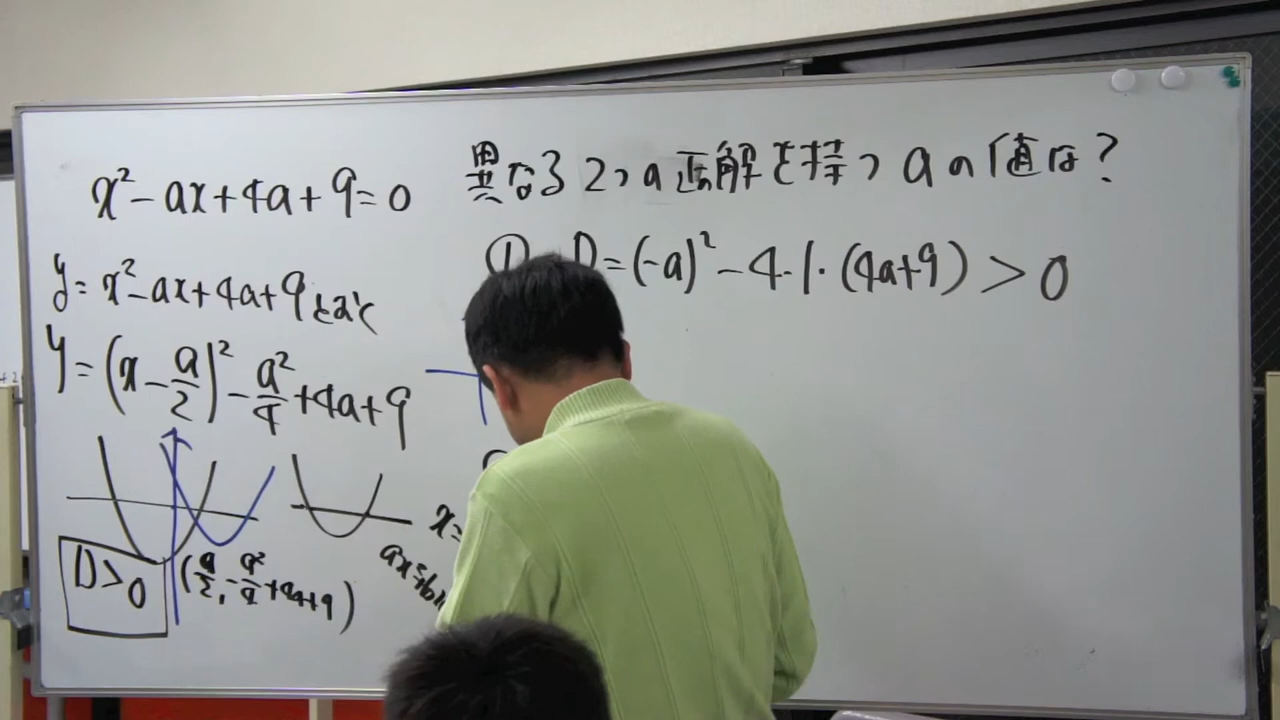 x²-ax+4a+9=0
異なる2つの正解を持つaの値は?
① D=(-a)²-4・1・(4a+9)>0
y=x²-ax+4a+9とおく
y=(x-a/2)²-a²/4+4a+9
x=
D>0
(a/2, -a²/4+4a+9)